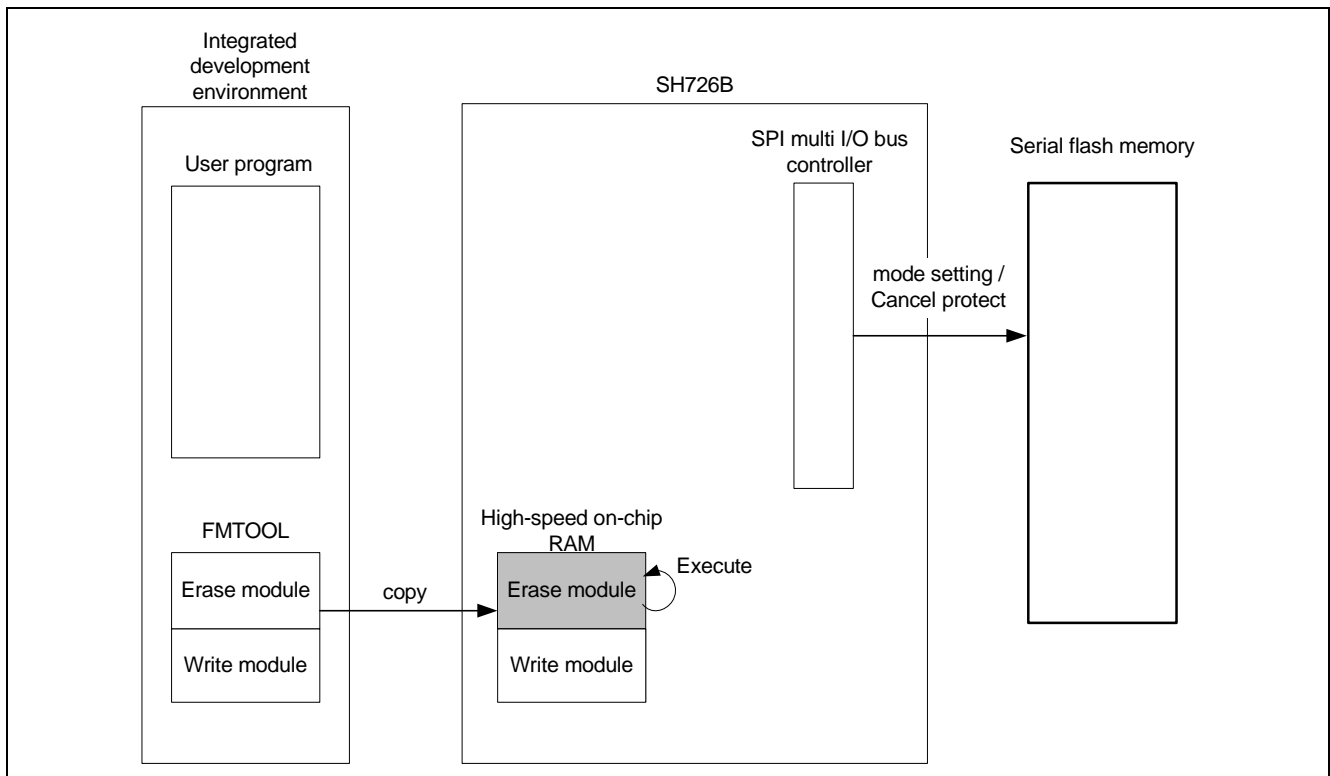 Integrated
development
environment
SH726B
User program
SPI multi I/O bus
controller
Serial flash memory
mode setting /
Cancel protect
FMTOOL
Erase module
Write module
copy
High-speed on-chip
RAM
Erase module
Execute
Write module